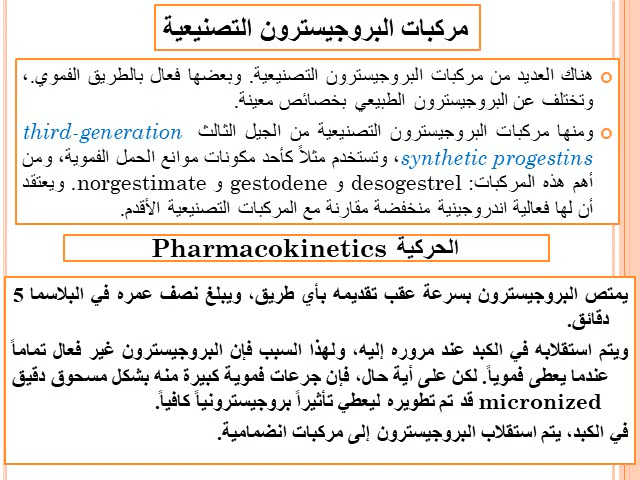 مركبات البروجيسترون التصنيعية
هناك العديد من مركبات البروجيسترون التصنيعية. وبعضها فعال بالطريق الفموي.،
وتختلف عن البروجيسترون الطبيعي بخصائص معينة.
ومنها مركبات البروجيسترون التصنيعية من الجيل الثالث third-generation
synthetic progestins، وتستخدم مثلاً كأحد مكونات موانع الحمل الفموية، ومن
أهم هذه المركبات: desogestrel و gestodene و norgestimate. ويعتقد
أن لها فعالية اندروجينية منخفضة مقارنة مع المركبات التصنيعية الأقدم.
الحركية Pharmacokinetics
يمتص البروجيسترون بسرعة عقب تقديمه بأي طريق، ويبلغ نصف عمره في البلاسما 5
دقائق.
ويتم استقلابه في الكبد عند مروره إليه، ولهذا السبب فإن البروجيسترون غير فعال تماماً
عندما يعطى فموياً. لكن على أية حال، فإن جرعات فموية كبيرة منه بشكل مسحوق دقيق
micronized قد تم تطويره ليعطي تأثيراً بروجيسترونياً كافياً.
في الكبد، يتم استقلاب البروجيسترون إلى مركبات انضمامية.